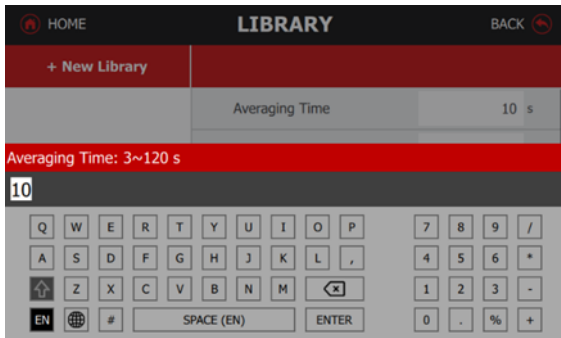 HOME LIBRARY BACK
+ New Library
Averaging Time 10 s
Averaging Time: 3~120 s
10
Q W E R T Y U I O P 7 8 9 /
A S D F G H J K L , 4 5 6 *
Z X C V B N M 1 2 3 -
EN # SPACE (EN) ENTER 0 . % +